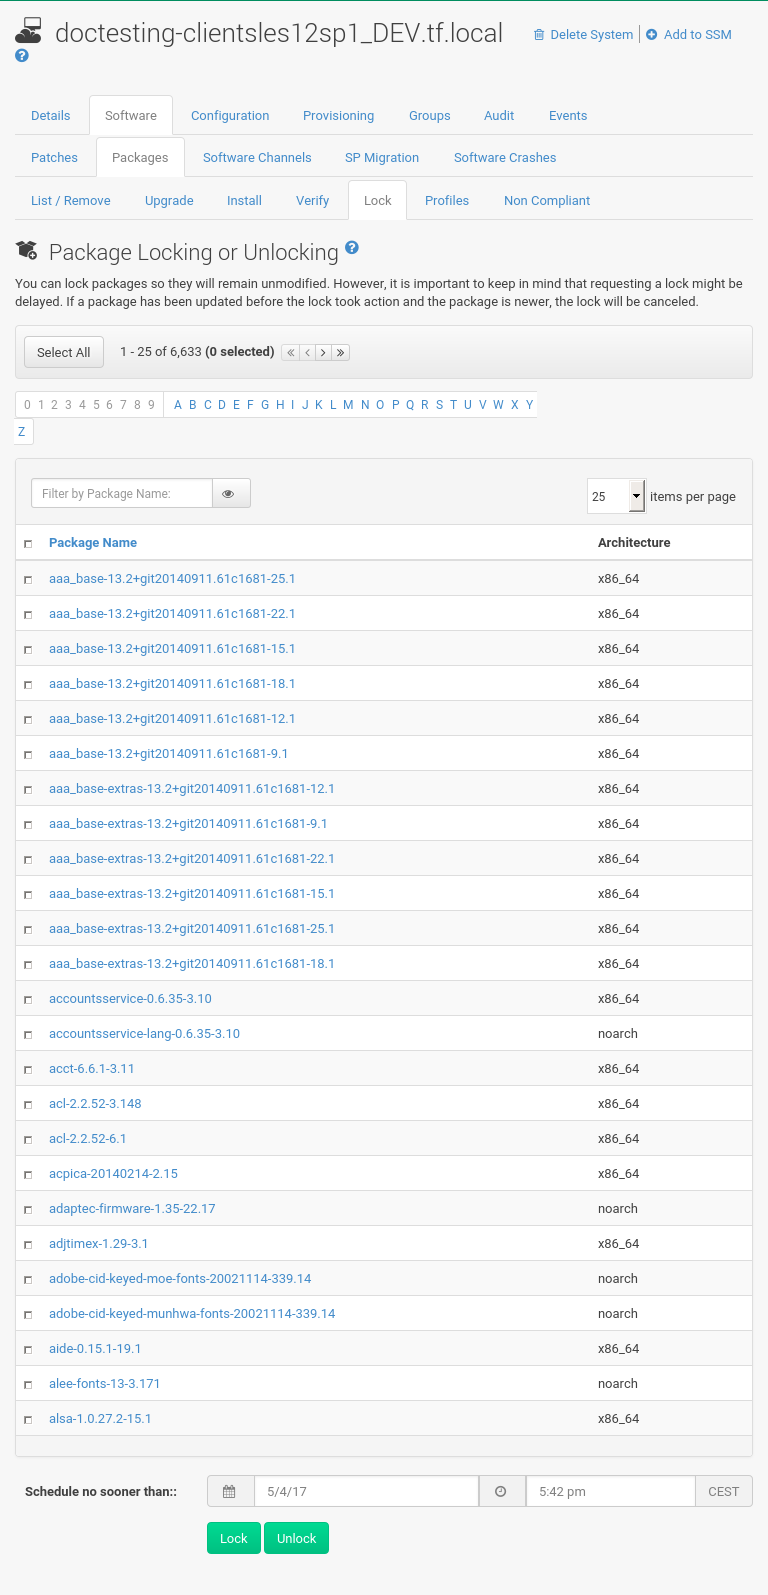 doctesting-clientsles12sp1_DEV.tf.local
Delete System | Add to SSM
Details Software Configuration Provisioning Groups Audit Events
Patches Packages Software Channels SP Migration Software Crashes
List / Remove Upgrade Install Verify Lock Profiles Non Compliant
Package Locking or Unlocking
You can lock packages so they will remain unmodified. However, it is important to keep in mind that requesting a lock might be
delayed. If a package has been updated before the lock took action and the package is newer, the lock will be canceled.
Select All 1 - 25 of 6,633 (0 selected)
0 1 2 3 4 5 6 7 8 9 A B C D E F G H I J K L M N O P Q R S T U V W X Y
Z
Filter by Package Name: 25 items per page
Package Name Architecture
aaa_base-13.2+git20140911.61c1681-25.1 x86_64
aaa_base-13.2+git20140911.61c1681-22.1 x86_64
aaa_base-13.2+git20140911.61c1681-15.1 x86_64
aaa_base-13.2+git20140911.61c1681-18.1 x86_64
aaa_base-13.2+git20140911.61c1681-12.1 x86_64
aaa_base-13.2+git20140911.61c1681-9.1 x86_64
aaa_base-extras-13.2+git20140911.61c1681-12.1 x86_64
aaa_base-extras-13.2+git20140911.61c1681-9.1 x86_64
aaa_base-extras-13.2+git20140911.61c1681-22.1 x86_64
aaa_base-extras-13.2+git20140911.61c1681-15.1 x86_64
aaa_base-extras-13.2+git20140911.61c1681-25.1 x86_64
aaa_base-extras-13.2+git20140911.61c1681-18.1 x86_64
accountsservice-0.6.35-3.10 x86_64
accountsservice-lang-0.6.35-3.10 noarch
acct-6.6.1-3.11 x86_64
acl-2.2.52-3.148 x86_64
acl-2.2.52-6.1 x86_64
acpica-20140214-2.15 x86_64
adaptec-firmware-1.35-22.17 noarch
adjtimex-1.29-3.1 x86_64
adobe-cid-keyed-moe-fonts-20021114-339.14 noarch
adobe-cid-keyed-munhwa-fonts-20021114-339.14 noarch
aide-0.15.1-19.1 x86_64
alee-fonts-13-3.171 noarch
alsa-1.0.27.2-15.1 x86_64
Schedule no sooner than:: 5/4/17 5:42 pm CEST
Lock Unlock